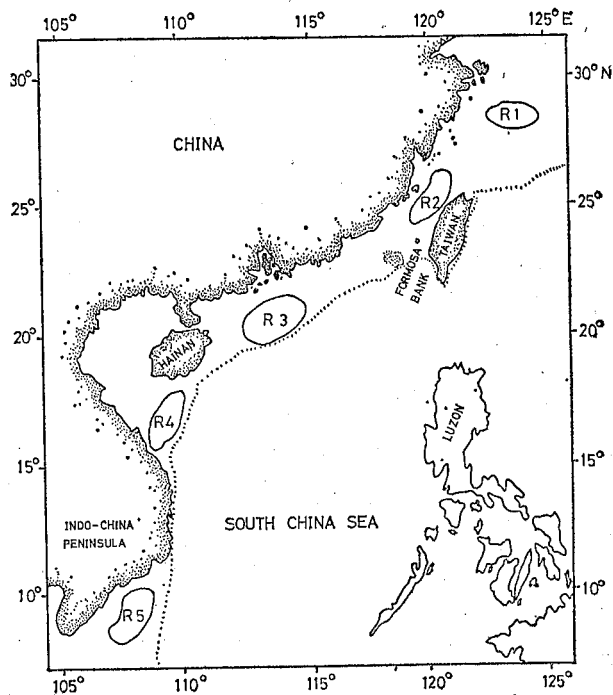 105° 110° 115° 120° 125°E
30° 30°N
CHINA
R1
R2
25° 25°
TAIWAN
FORMOSA
BANK
R3
20° 20°
HAINAN
R4
LUZON
15° 15°
INDO-CHINA
PENINSULA
SOUTH CHINA SEA
10° 10°
R5
105° 110° 115° 120° 125°